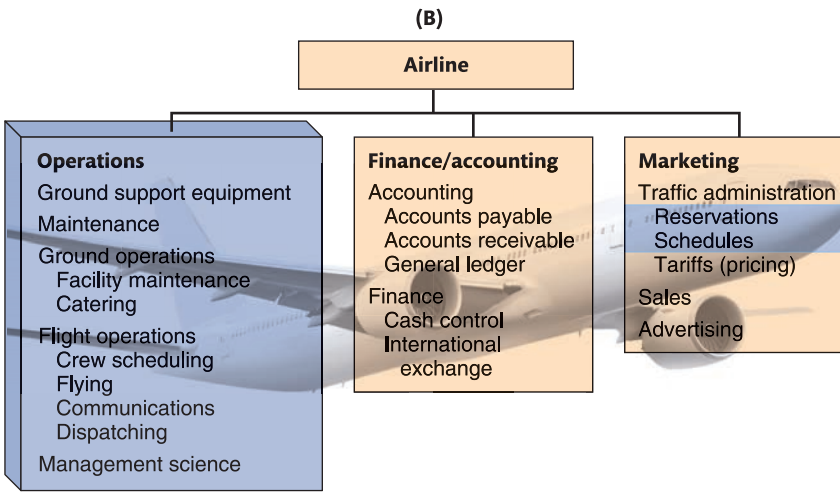 (B)
Airline
Operations
Ground support equipment
Maintenance
Ground operations
Facility maintenance
Catering
Flight operations
Crew scheduling
Flying
Communications
Dispatching
Management science
Finance/accounting
Accounting
Accounts payable
Accounts receivable
General ledger
Finance
Cash control
International
exchange
Marketing
Traffic administration
Reservations
Schedules
Tariffs (pricing)
Sales
Advertising